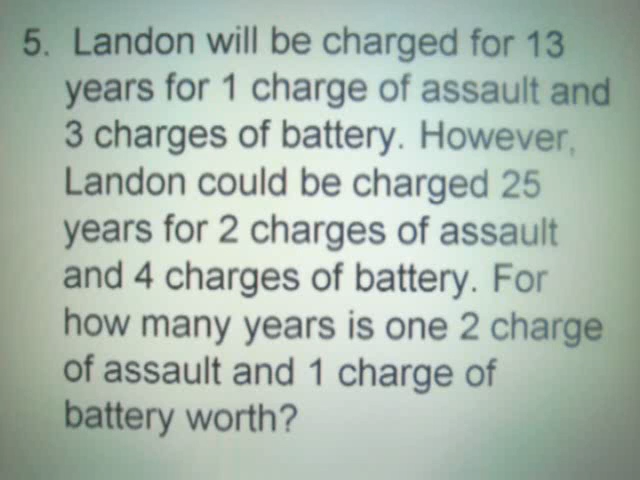 5. Landon will be charged for 13
years for 1 charge of assault and
3 charges of battery. However,
Landon could be charged 25
years for 2 charges of assault
and 4 charges of battery. For
how many years is one 2 charge
of assault and 1 charge of
battery worth?